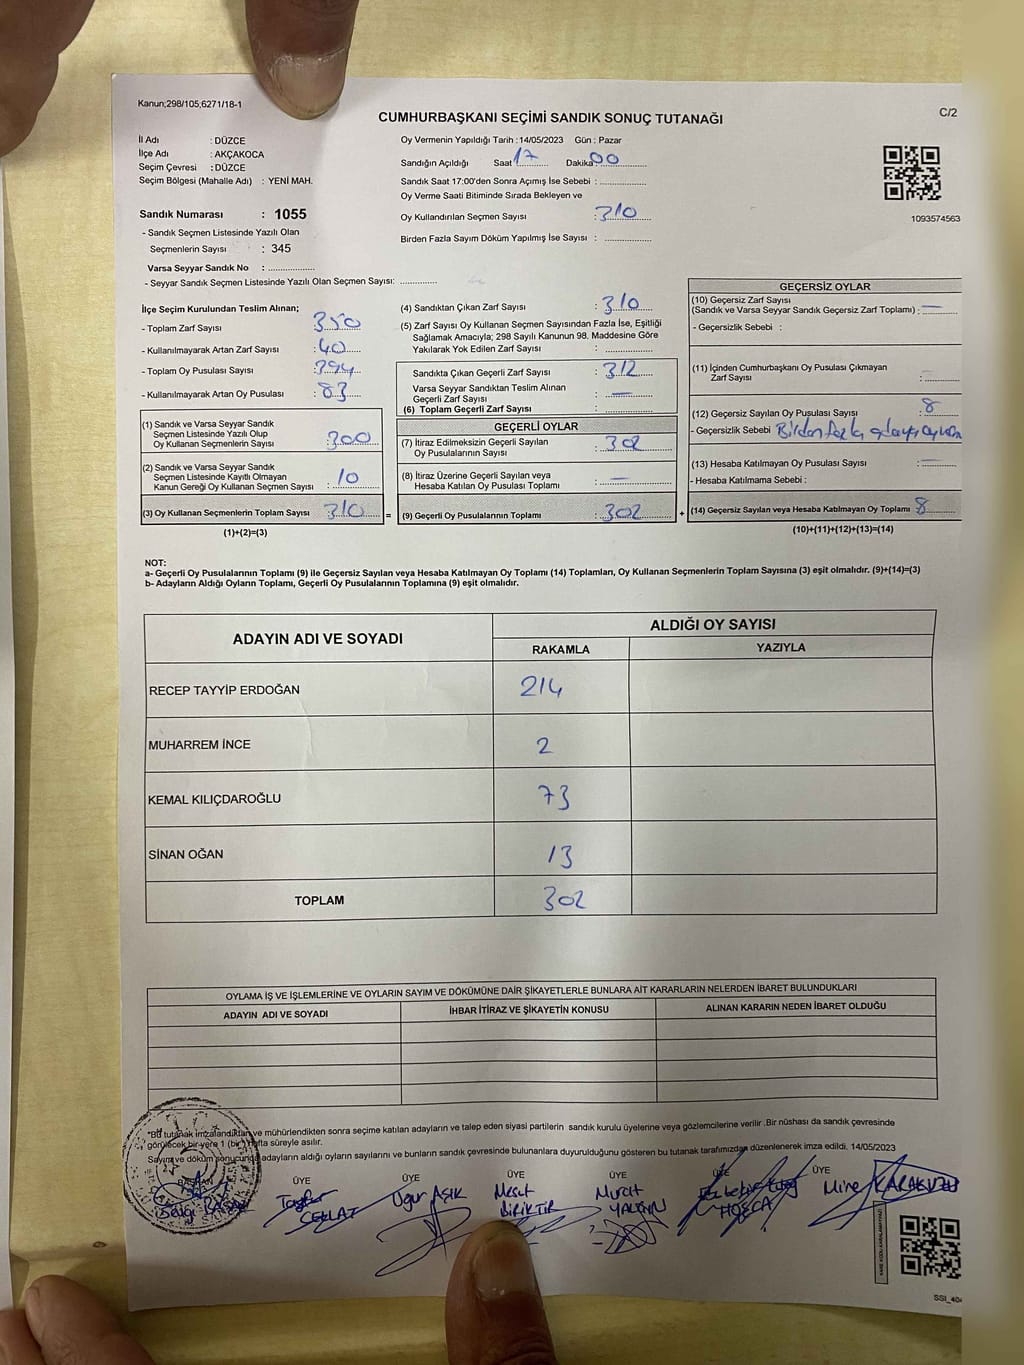 Kanun;298/105;6271/18-1
CUMHURBAŞKANI SEÇİMİ SANDIK SONUÇ TUTANAĞI
C/2
İl Adı : DÜZCE
İlçe Adı : AKÇAKOCA
Seçim Çevresi : DÜZCE
Seçim Bölgesi (Mahalle Adı) : YENİ MAH.
Oy Vermenin Yapıldığı Tarih : 14/05/2023 Gün : Pazar
Sandığın Açıldığı Saat 17 Dakika 00
Sandık Saat 17:00'den Sonra Açımış İse Sebebi :
Oy Verme Saati Bitiminde Sırada Bekleyen ve
Oy Kullandırılan Seçmen Sayısı : 310
Birden Fazla Sayım Döküm Yapılmış İse Sayısı :
1093574563
Sandık Numarası : 1055
- Sandık Seçmen Listesinde Yazılı Olan
Seçmenlerin Sayısı : 345
Varsa Seyyar Sandık No :
- Seyyar Sandık Seçmen Listesinde Yazılı Olan Seçmen Sayısı:
İlçe Seçim Kurulundan Teslim Alınan;
- Toplam Zarf Sayısı : 350
- Kullanılmayarak Artan Zarf Sayısı : 40
- Toplam Oy Pusulası Sayısı : 394
- Kullanılmayarak Artan Oy Pusulası : 83
(1) Sandık ve Varsa Seyyar Sandık
Seçmen Listesinde Yazılı Olup
Oy Kullanan Seçmenlerin Sayısı : 300
(2) Sandık ve Varsa Seyyar Sandık
Seçmen Listesinde Kayıtlı Olmayan
Kanun Gereği Oy Kullanan Seçmen Sayısı : 10
(3) Oy Kullanan Seçmenlerin Toplam Sayısı : 310 =
(1)+(2)=(3)
(4) Sandıktan Çıkan Zarf Sayısı : 310
(5) Zarf Sayısı Oy Kullanan Seçmen Sayısından Fazla İse, Eşitliği
Sağlamak Amacıyla; 298 Sayılı Kanunun 98. Maddesine Göre
Yakılarak Yok Edilen Zarf Sayısı :
Sandıkta Çıkan Geçerli Zarf Sayısı : 312
Varsa Seyyar Sandıktan Teslim Alınan
Geçerli Zarf Sayısı : —
(6) Toplam Geçerli Zarf Sayısı :
GEÇERLİ OYLAR
(7) İtiraz Edilmeksizin Geçerli Sayılan
Oy Pusulalarının Sayısı : 302
(8) İtiraz Üzerine Geçerli Sayılan veya
Hesaba Katılan Oy Pusulası Toplamı : —
(9) Geçerli Oy Pusulalarının Toplamı : 302 +
GEÇERSİZ OYLAR
(10) Geçersiz Zarf Sayısı
(Sandık ve Varsa Seyyar Sandık Geçersiz Zarf Toplamı) : —
- Geçersizlik Sebebi :
(11) İçinden Cumhurbaşkanı Oy Pusulası Çıkmayan
Zarf Sayısı : —
(12) Geçersiz Sayılan Oy Pusulası Sayısı : 8
- Geçersizlik Sebebi Birden fazla adaya oy
(13) Hesaba Katılmayan Oy Pusulası Sayısı : —
- Hesaba Katılmama Sebebi :
(14) Geçersiz Sayılan veya Hesaba Katılmayan Oy Toplamı : 8
(10)+(11)+(12)+(13)=(14)
NOT:
a- Geçerli Oy Pusulalarının Toplamı (9) ile Geçersiz Sayılan veya Hesaba Katılmayan Oy Toplamı (14) Toplamları, Oy Kullanan Seçmenlerin Toplam Sayısına (3) eşit olmalıdır. (9)+(14)=(3)
b- Adayların Aldığı Oyların Toplamı, Geçerli Oy Pusulalarının Toplamına (9) eşit olmalıdır.
ADAYIN ADI VE SOYADI
ALDIĞI OY SAYISI
RAKAMLA YAZIYLA
RECEP TAYYİP ERDOĞAN 214
MUHARREM İNCE 2
KEMAL KILIÇDAROĞLU 73
SİNAN OĞAN 13
TOPLAM 302
OYLAMA İŞ VE İŞLEMLERİNE VE OYLARIN SAYIM VE DÖKÜMÜNE DAİR ŞİKAYETLERLE BUNLARA AİT KARARLARIN NELERDEN İBARET BULUNDUKLARI
ADAYIN ADI VE SOYADI İHBAR İTİRAZ VE ŞİKAYETİN KONUSU ALINAN KARARIN NEDEN İBARET OLDUĞU
"Bu tutanak imzalandıktan ve mühürlendikten sonra seçime katılan adayların ve talep eden siyasi partilerin sandık kurulu üyelerine veya gözlemcilerine verilir .Bir nüshası da sandık çevresinde
görülecek bir yere 1 (bir) hafta süreyle asılır.
Sayım ve döküm sonucunda adayların aldığı oyların sayılarını ve bunların sandık çevresinde bulunanlara duyurulduğunu gösteren bu tutanak tarafımızdan düzenlenerek imza edildi. 14/05/2023
BAŞKAN ÜYE ÜYE ÜYE ÜYE ÜYE ÜYE
Uğur AŞIK Mesut BİRİKTİR Murat YALÇIN Mine
SSI_40